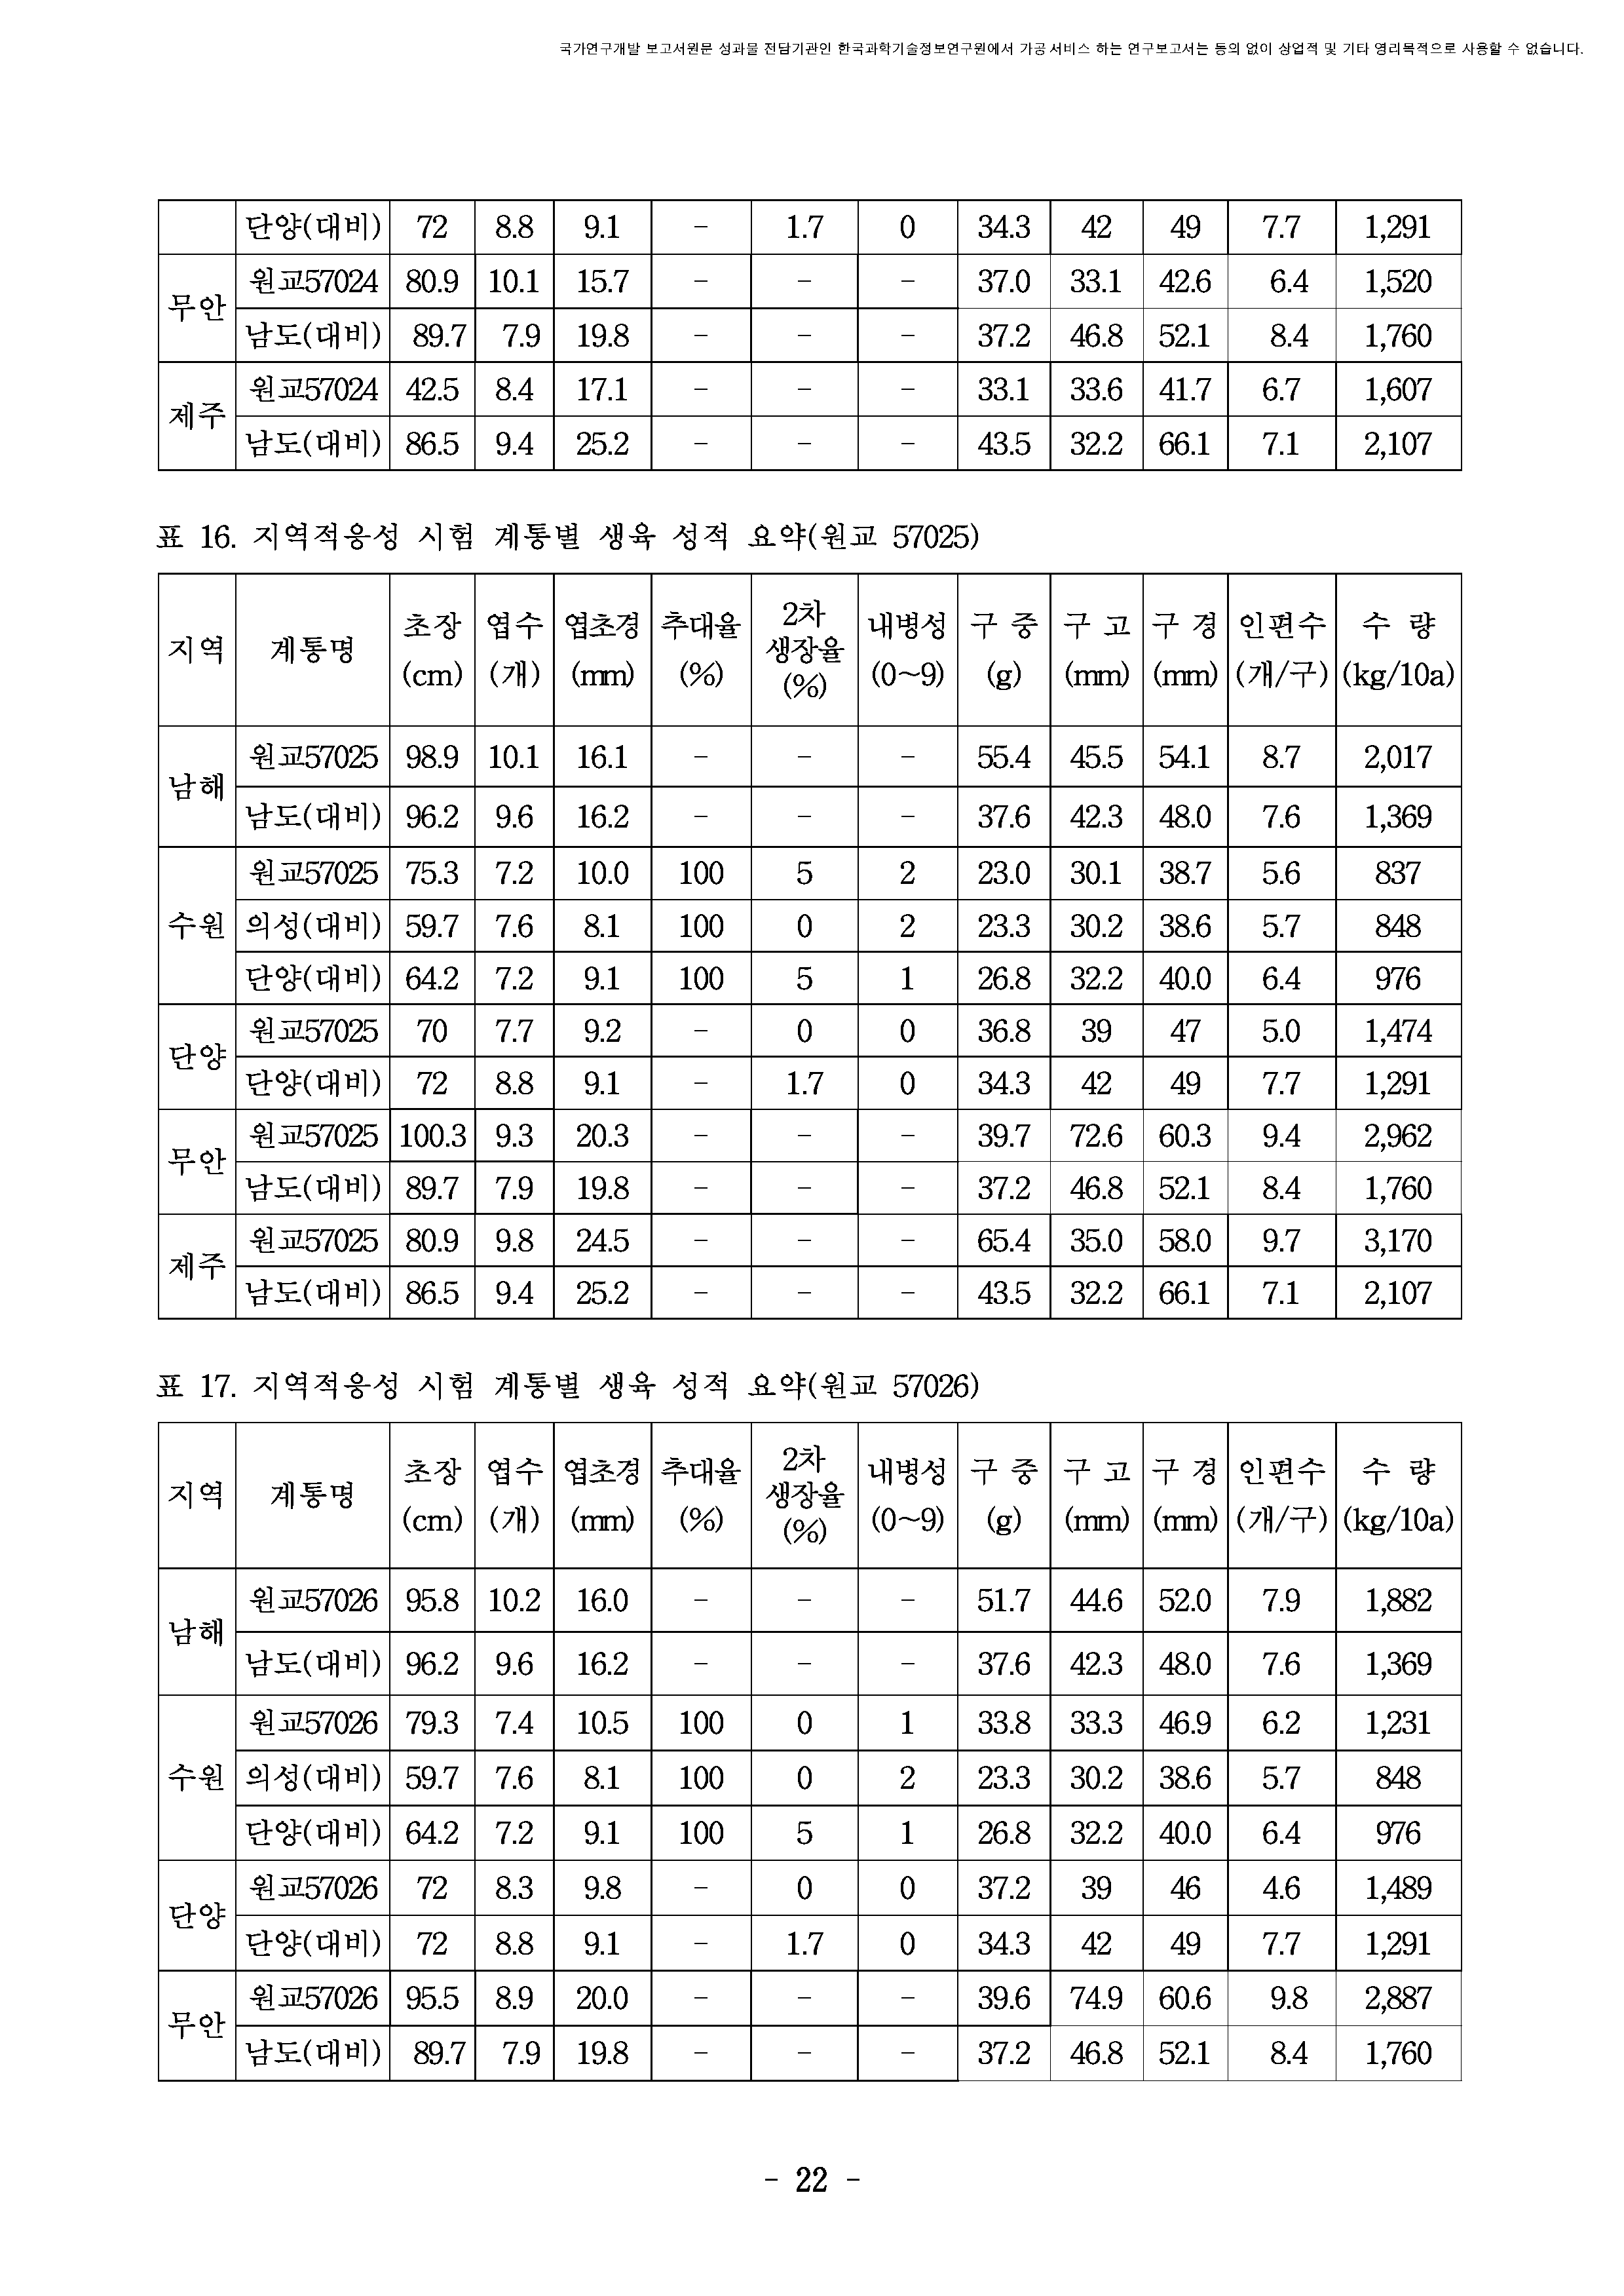 국가연구개발 보고서원문 성과물 전담기관인 한국과학기술정보연구원에서 가공·서비스 하는 연구보고서는 동의 없이 상업적 및 기타 영리목적으로 사용할 수 없습니다.
단양(대비) 72 8.8 9.1 - 1.7 0 34.3 42 49 7.7 1,291
무안 원교57024 80.9 10.1 15.7 - - - 37.0 33.1 42.6 6.4 1,520
남도(대비) 89.7 7.9 19.8 - - - 37.2 46.8 52.1 8.4 1,760
제주 원교57024 42.5 8.4 17.1 - - - 33.1 33.6 41.7 6.7 1,607
남도(대비) 86.5 9.4 25.2 - - - 43.5 32.2 66.1 7.1 2,107
표 16. 지역적응성 시험 계통별 생육 성적 요약(원교 57025)
지역 계통명 초장 (cm) 엽수 (개) 엽초경 (mm) 추대율 (%) 2차 생장율 (%) 내병성 (0~9) 구 중 (g) 구 고 (mm) 구 경 (mm) 인편수 (개/구) 수 량 (kg/10a)
남해 원교57025 98.9 10.1 16.1 - - - 55.4 45.5 54.1 8.7 2,017
남도(대비) 96.2 9.6 16.2 - - - 37.6 42.3 48.0 7.6 1,369
수원 원교57025 75.3 7.2 10.0 100 5 2 23.0 30.1 38.7 5.6 837
의성(대비) 59.7 7.6 8.1 100 0 2 23.3 30.2 38.6 5.7 848
단양(대비) 64.2 7.2 9.1 100 5 1 26.8 32.2 40.0 6.4 976
단양 원교57025 70 7.7 9.2 - 0 0 36.8 39 47 5.0 1,474
단양(대비) 72 8.8 9.1 - 1.7 0 34.3 42 49 7.7 1,291
무안 원교57025 100.3 9.3 20.3 - - - 39.7 72.6 60.3 9.4 2,962
남도(대비) 89.7 7.9 19.8 - - - 37.2 46.8 52.1 8.4 1,760
제주 원교57025 80.9 9.8 24.5 - - - 65.4 35.0 58.0 9.7 3,170
남도(대비) 86.5 9.4 25.2 - - - 43.5 32.2 66.1 7.1 2,107
표 17. 지역적응성 시험 계통별 생육 성적 요약(원교 57026)
지역 계통명 초장 (cm) 엽수 (개) 엽초경 (mm) 추대율 (%) 2차 생장율 (%) 내병성 (0~9) 구 중 (g) 구 고 (mm) 구 경 (mm) 인편수 (개/구) 수 량 (kg/10a)
남해 원교57026 95.8 10.2 16.0 - - - 51.7 44.6 52.0 7.9 1,882
남도(대비) 96.2 9.6 16.2 - - - 37.6 42.3 48.0 7.6 1,369
수원 원교57026 79.3 7.4 10.5 100 0 1 33.8 33.3 46.9 6.2 1,231
의성(대비) 59.7 7.6 8.1 100 0 2 23.3 30.2 38.6 5.7 848
단양(대비) 64.2 7.2 9.1 100 5 1 26.8 32.2 40.0 6.4 976
단양 원교57026 72 8.3 9.8 - 0 0 37.2 39 46 4.6 1,489
단양(대비) 72 8.8 9.1 - 1.7 0 34.3 42 49 7.7 1,291
무안 원교57026 95.5 8.9 20.0 - - - 39.6 74.9 60.6 9.8 2,887
남도(대비) 89.7 7.9 19.8 - - - 37.2 46.8 52.1 8.4 1,760
- 22 -